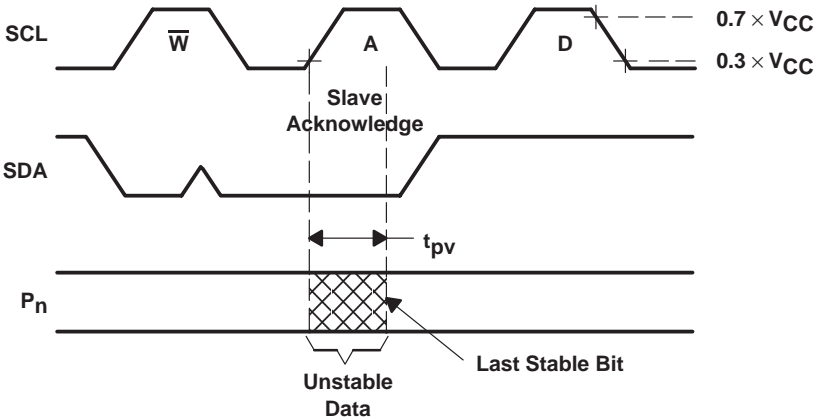 SCL
W
A
D
0.7 × VCC
0.3 × VCC
Slave
Acknowledge
SDA
tpv
Pn
Last Stable Bit
Unstable
Data